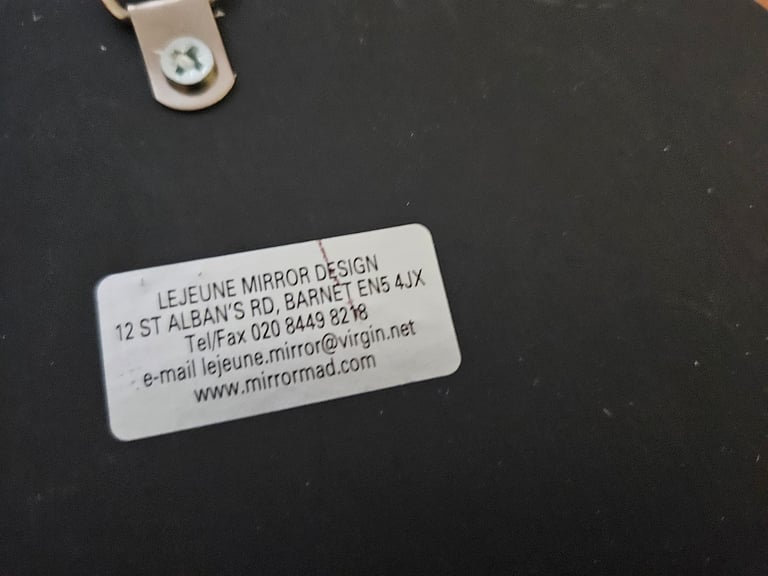 LEJEUNE MIRROR DESIGN
12 ST ALBAN'S RD, BARNET EN5 4JX
Tel/Fax 020 8449 8218
e-mail lejeune.mirror@virgin.net
www.mirrormad.com